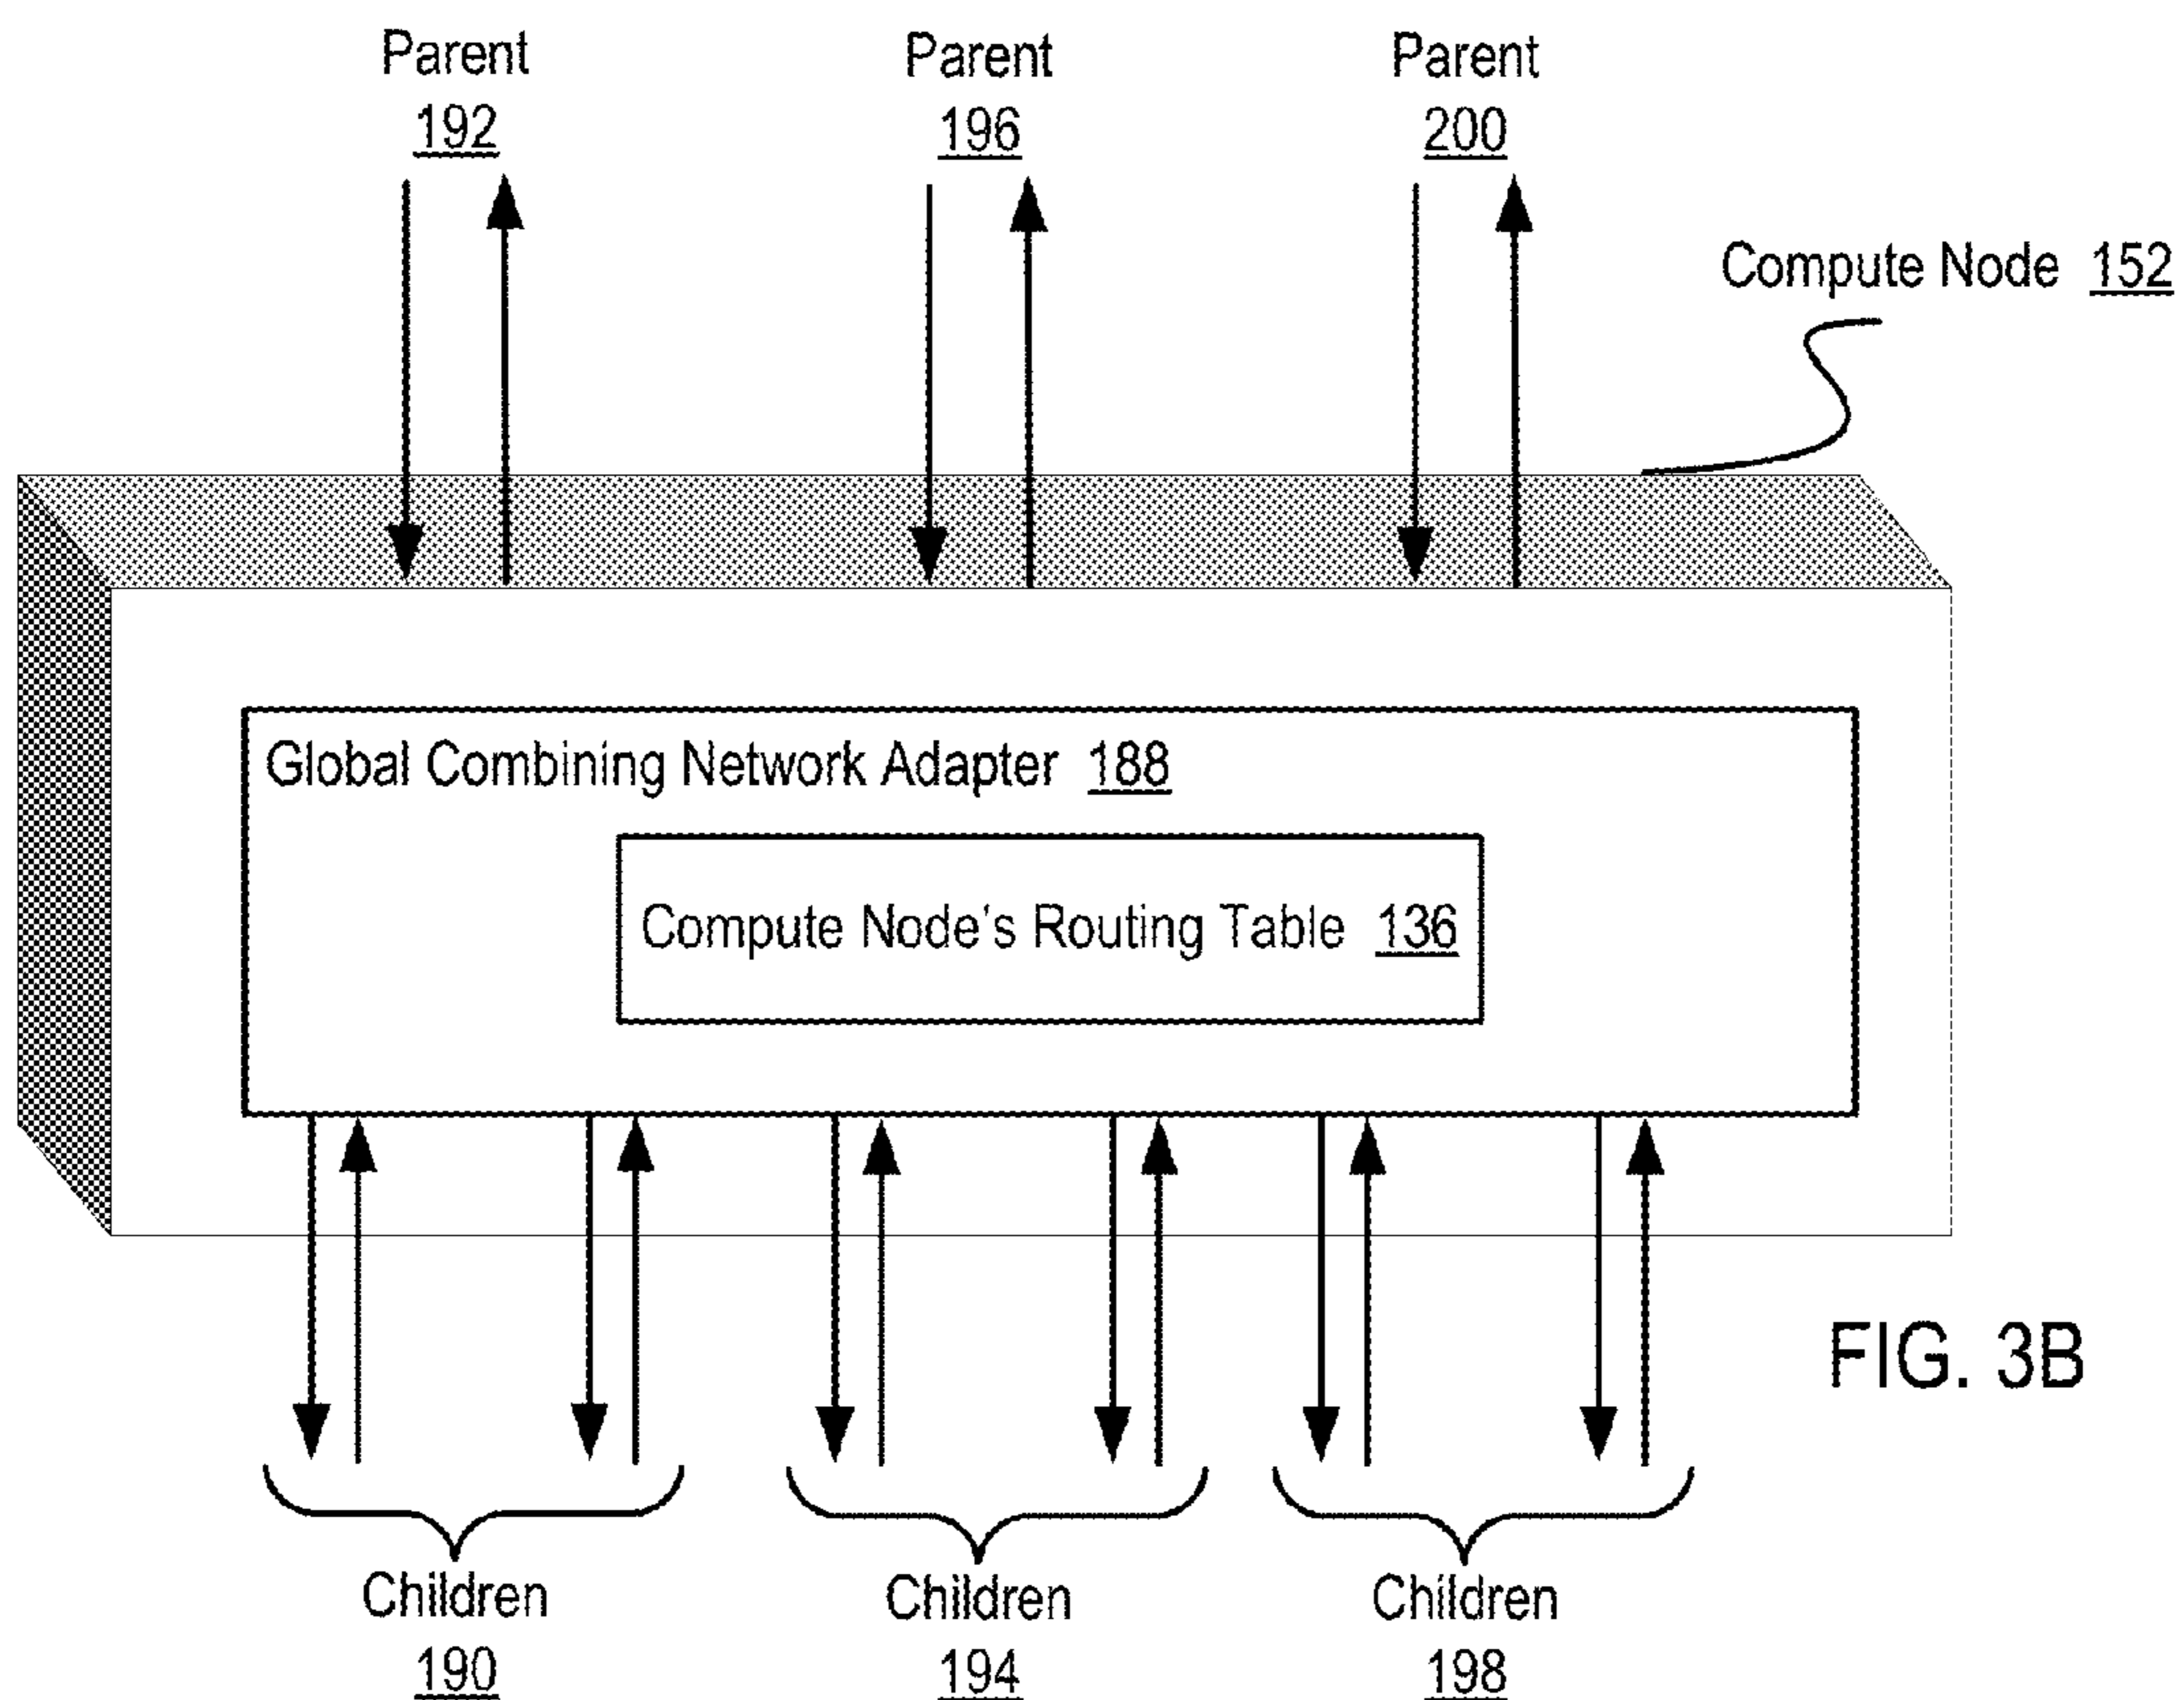 Parent Parent Parent
192 196 200
Compute Node 152
Global Combining Network Adapter 188
Compute Node's Routing Table 136
FIG. 3B
Children Children Children
190 194 198